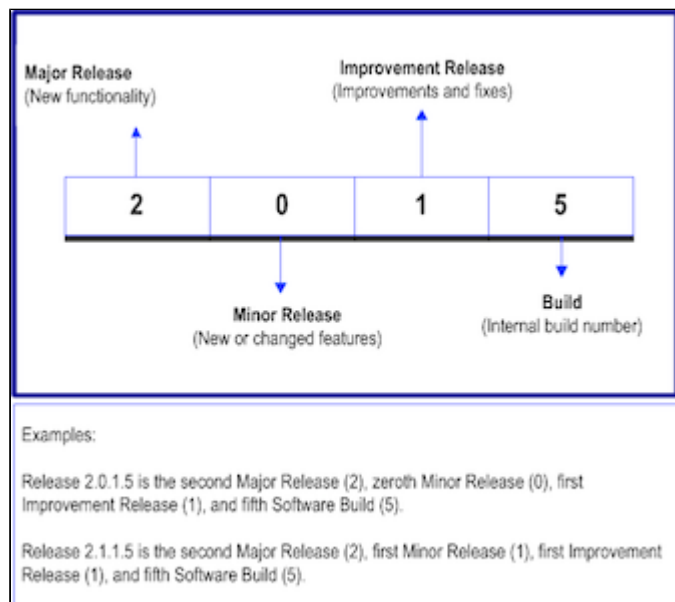 Major Release
(New functionality)
Improvement Release
(Improvements and fixes)
2 0 1 5
Minor Release
(New or changed features)
Build
(Internal build number)
Examples:
Release 2.0.1.5 is the second Major Release (2), zeroth Minor Release (0), first
Improvement Release (1), and fifth Software Build (5).
Release 2.1.1.5 is the second Major Release (2), first Minor Release (1), first Improvement
Release (1), and fifth Software Build (5).